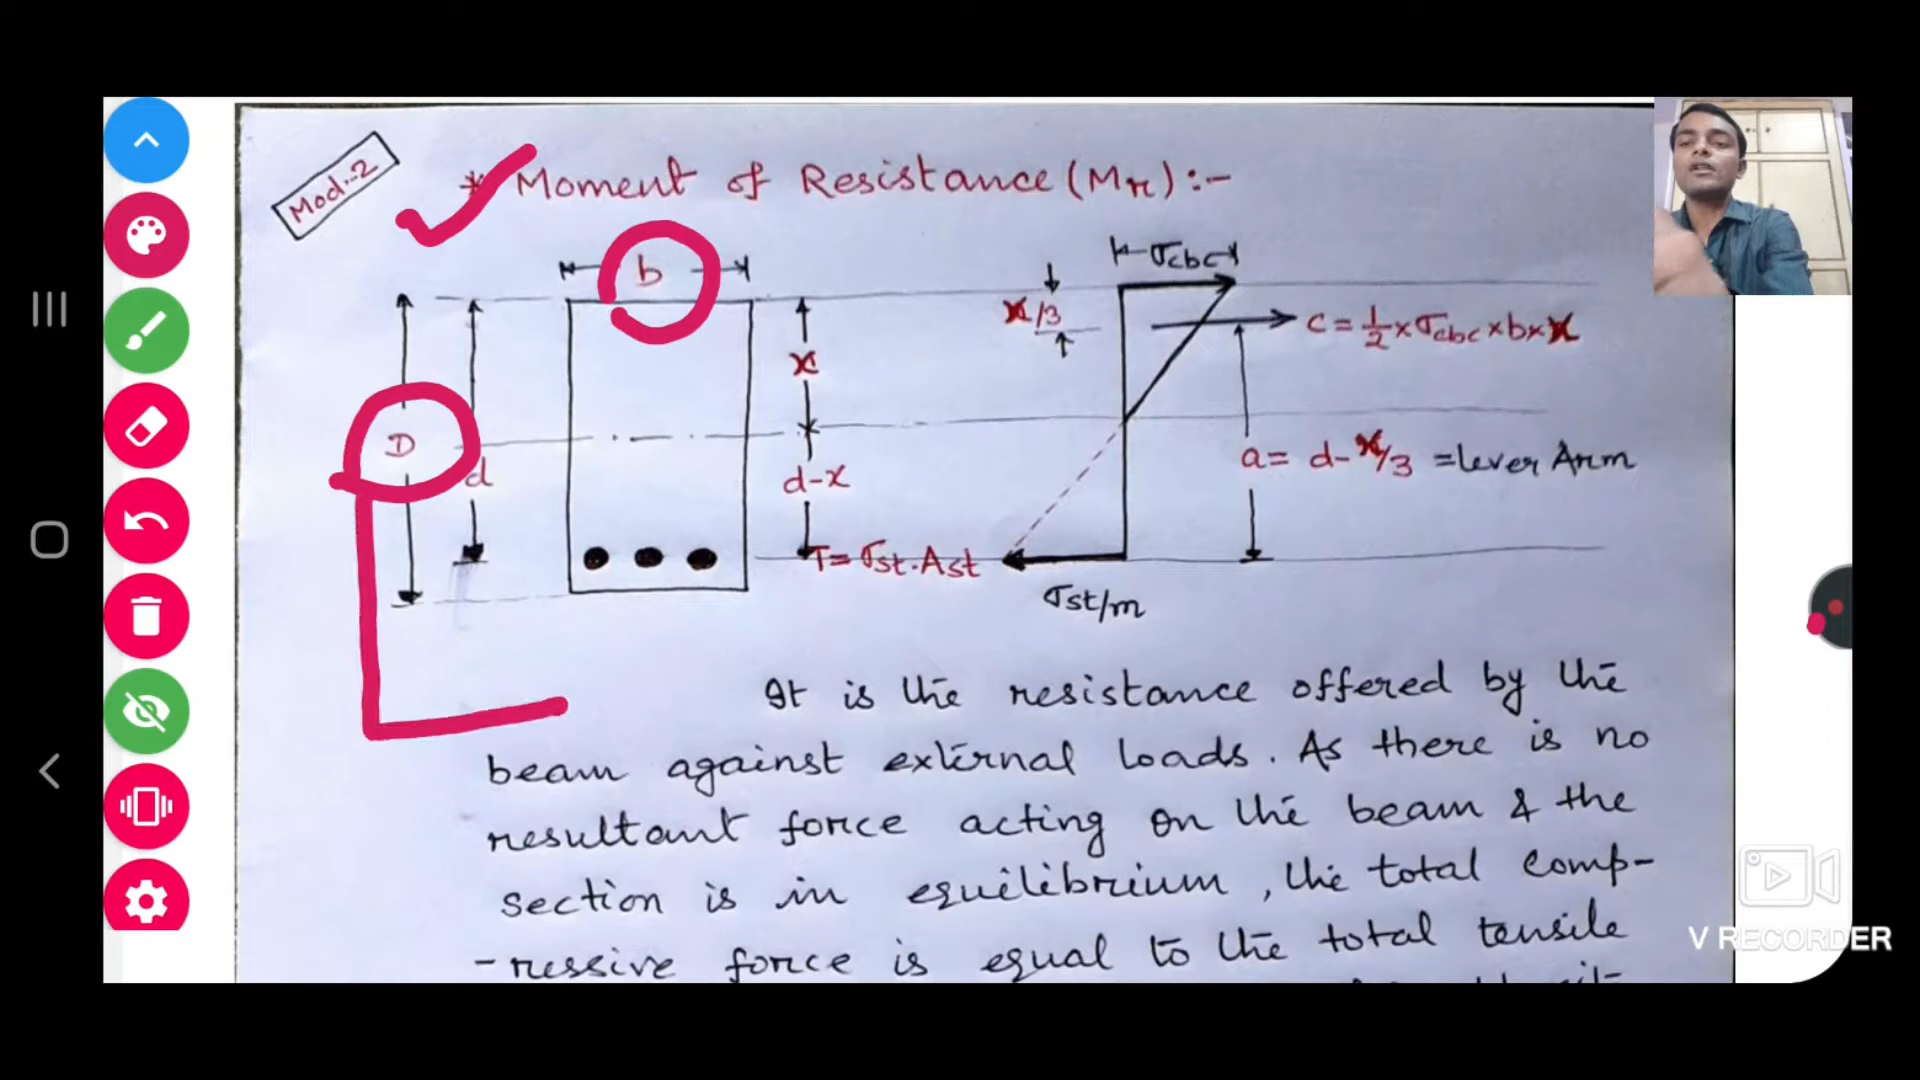 Mod:-2
* Moment of Resistance (Mr) :-
b
σcbc
x/3
C = 1/2 x σcbc x b x x
x
D
d
d-x
a = d - x/3 = lever Arm
T = σst . Ast
σst/m
It is the resistance offered by the
beam against external loads. As there is no
resultant force acting on the beam & the
section is in equilibrium, the total comp-
-ressive force is equal to the total tensile
V RECORDER